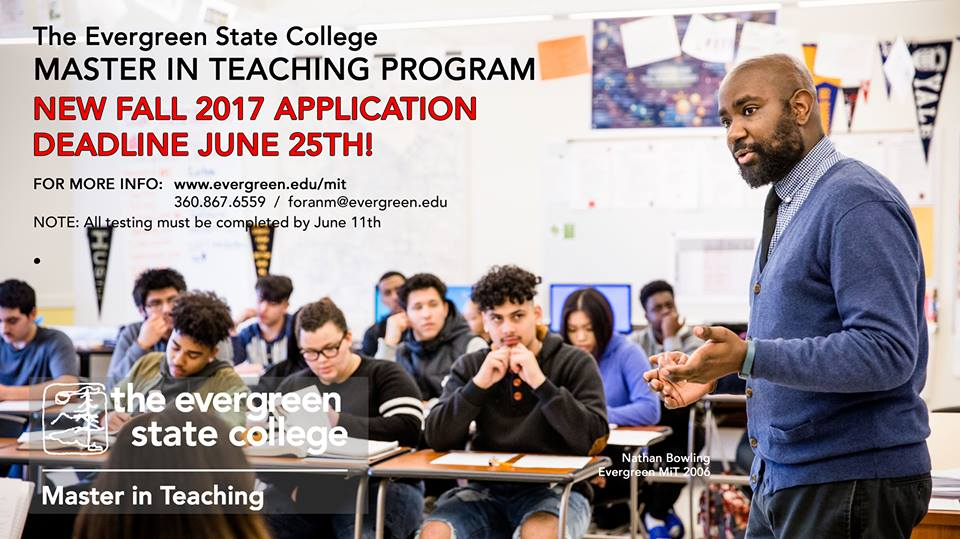 The Evergreen State College
MASTER IN TEACHING PROGRAM
NEW FALL 2017 APPLICATION
DEADLINE JUNE 25TH!
FOR MORE INFO: www.evergreen.edu/mit
360.867.6559 / foranm@evergreen.edu
NOTE: All testing must be completed by June 11th
•
YALE
the evergreen
state college
Master in Teaching
Nathan Bowling
Evergreen MiT 2006